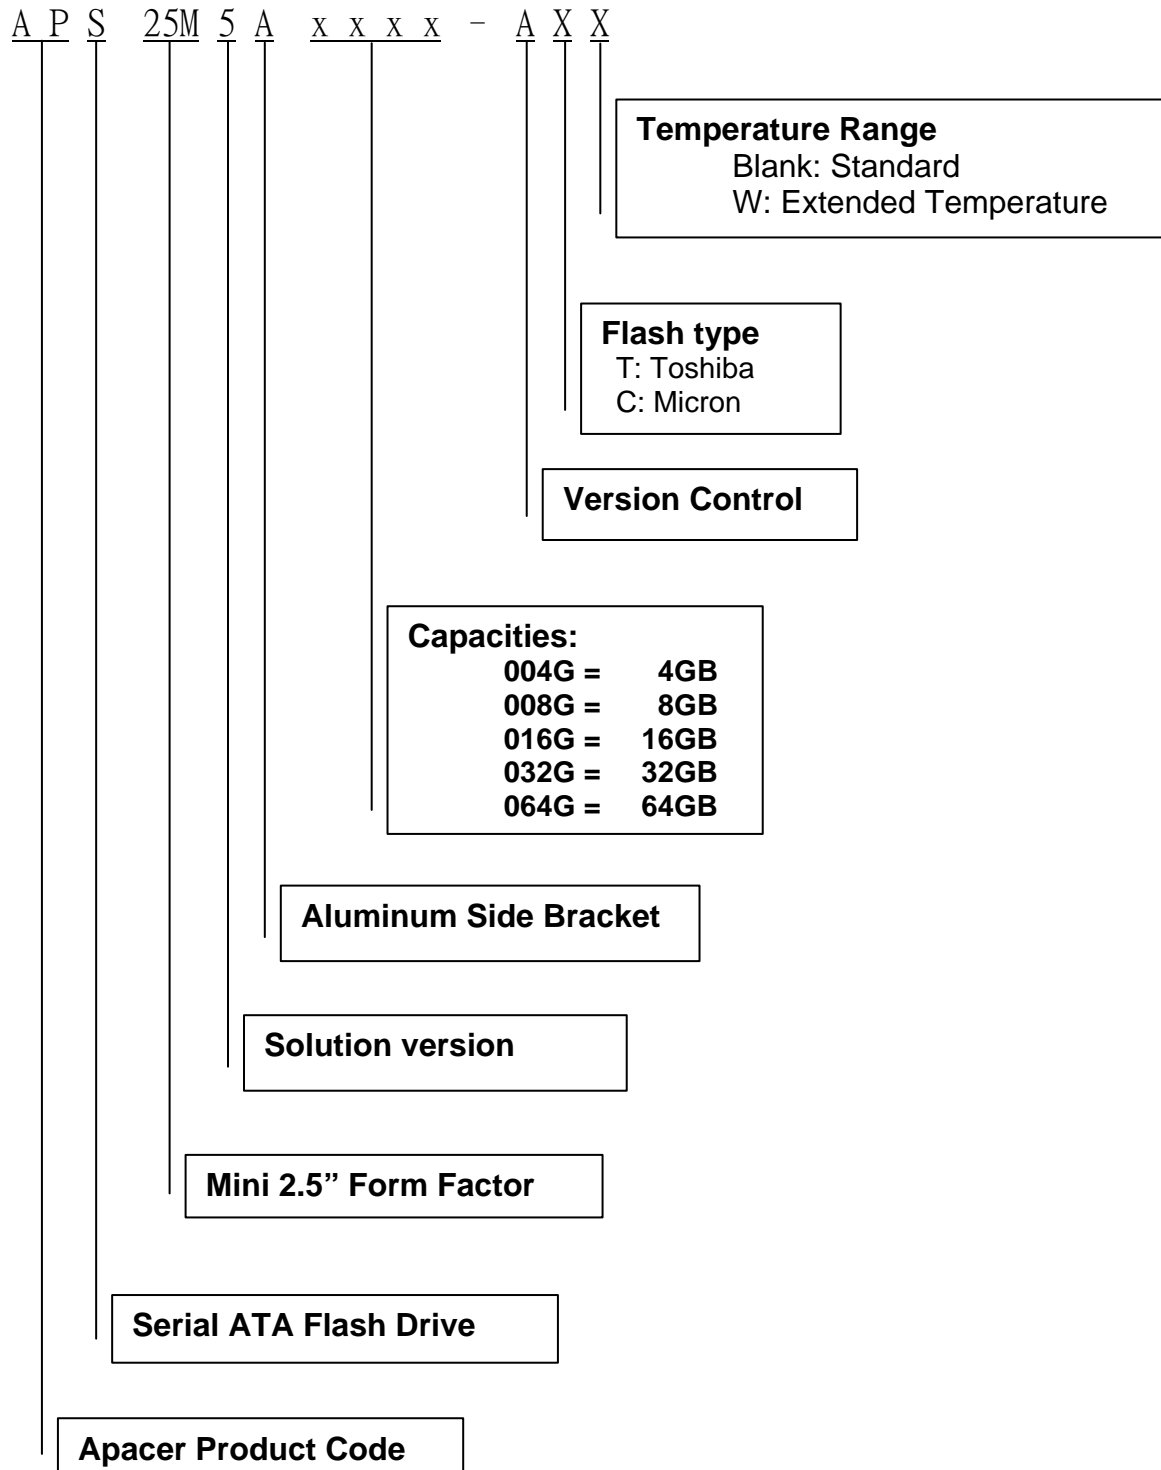 A P S 25M 5 A x x x x - A X X
Temperature Range
Blank: Standard
W: Extended Temperature
Flash type
T: Toshiba
C: Micron
Version Control
Capacities:
004G = 4GB
008G = 8GB
016G = 16GB
032G = 32GB
064G = 64GB
Aluminum Side Bracket
Solution version
Mini 2.5” Form Factor
Serial ATA Flash Drive
Apacer Product Code